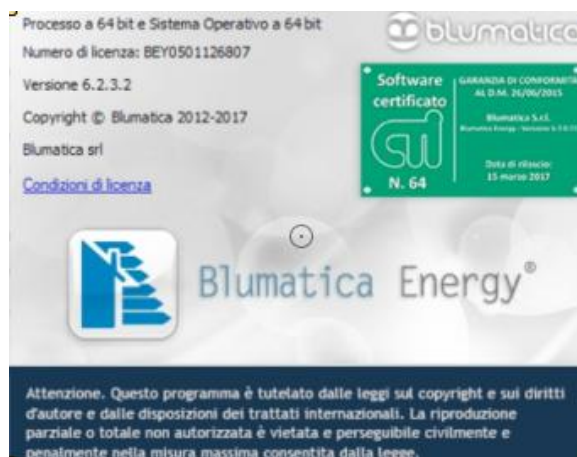 Processo a 64 bit e Sistema Operativo a 64 bit
blumatica
Numero di licenza: BEY0501126807
Versione 6.2.3.2
Copyright © Blumatica 2012-2017
Blumatica srl
Condizioni di licenza
Software
certificato
cti
N. 64
GARANZIA DI CONFORMITÀ
AL D.M. 26/06/2015
Blumatica S.r.l.
Blumatica Energy - Versione
Data di rilascio:
15 marzo 2017
Blumatica Energy®
Attenzione. Questo programma è tutelato dalle leggi sul copyright e sui diritti
d'autore e dalle disposizioni dei trattati internazionali. La riproduzione
parziale o totale non autorizzata è vietata e perseguibile civilmente e
penalmente nella misura massima consentita dalla legge.